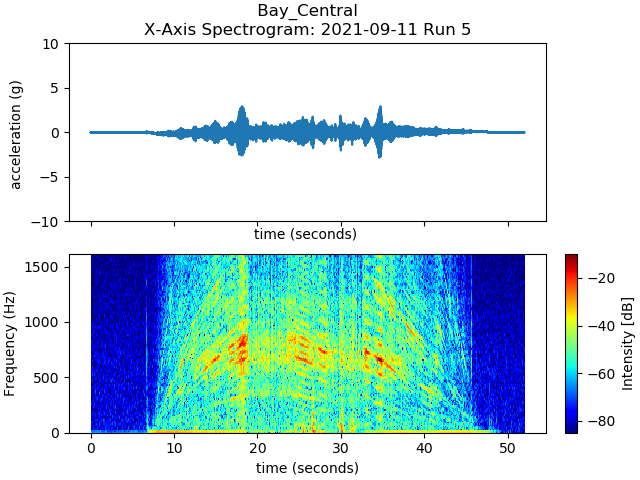 Bay_Central
X-Axis Spectrogram: 2021-09-11 Run 5
10
5
0
−5
−10
acceleration (g)
time (seconds)
1500
1000
500
0
Frequency (Hz)
0 10 20 30 40 50
time (seconds)
−20
−40
−60
−80
Intensity [dB]